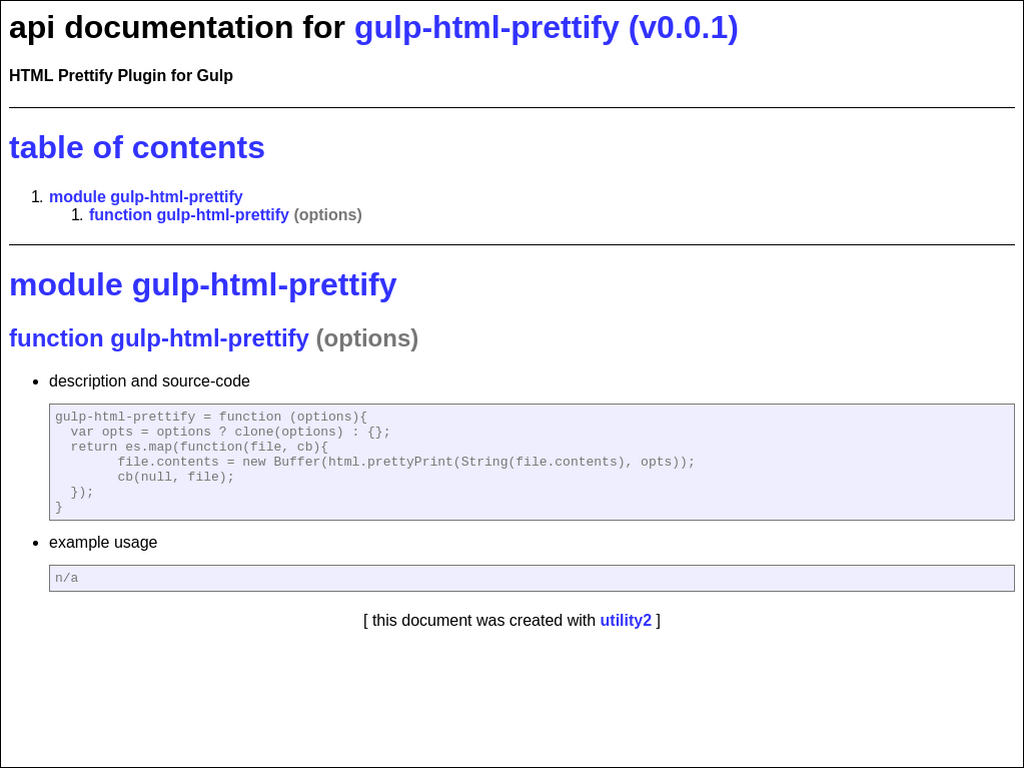 api documentation for gulp-html-prettify (v0.0.1)
HTML Prettify Plugin for Gulp
table of contents
1. module gulp-html-prettify
1. function gulp-html-prettify (options)
module gulp-html-prettify
function gulp-html-prettify (options)
• description and source-code
gulp-html-prettify = function (options){
  var opts = options ? clone(options) : {};
  return es.map(function(file, cb){
        file.contents = new Buffer(html.prettyPrint(String(file.contents), opts));
        cb(null, file);
  });
}
• example usage
n/a
[ this document was created with utility2 ]